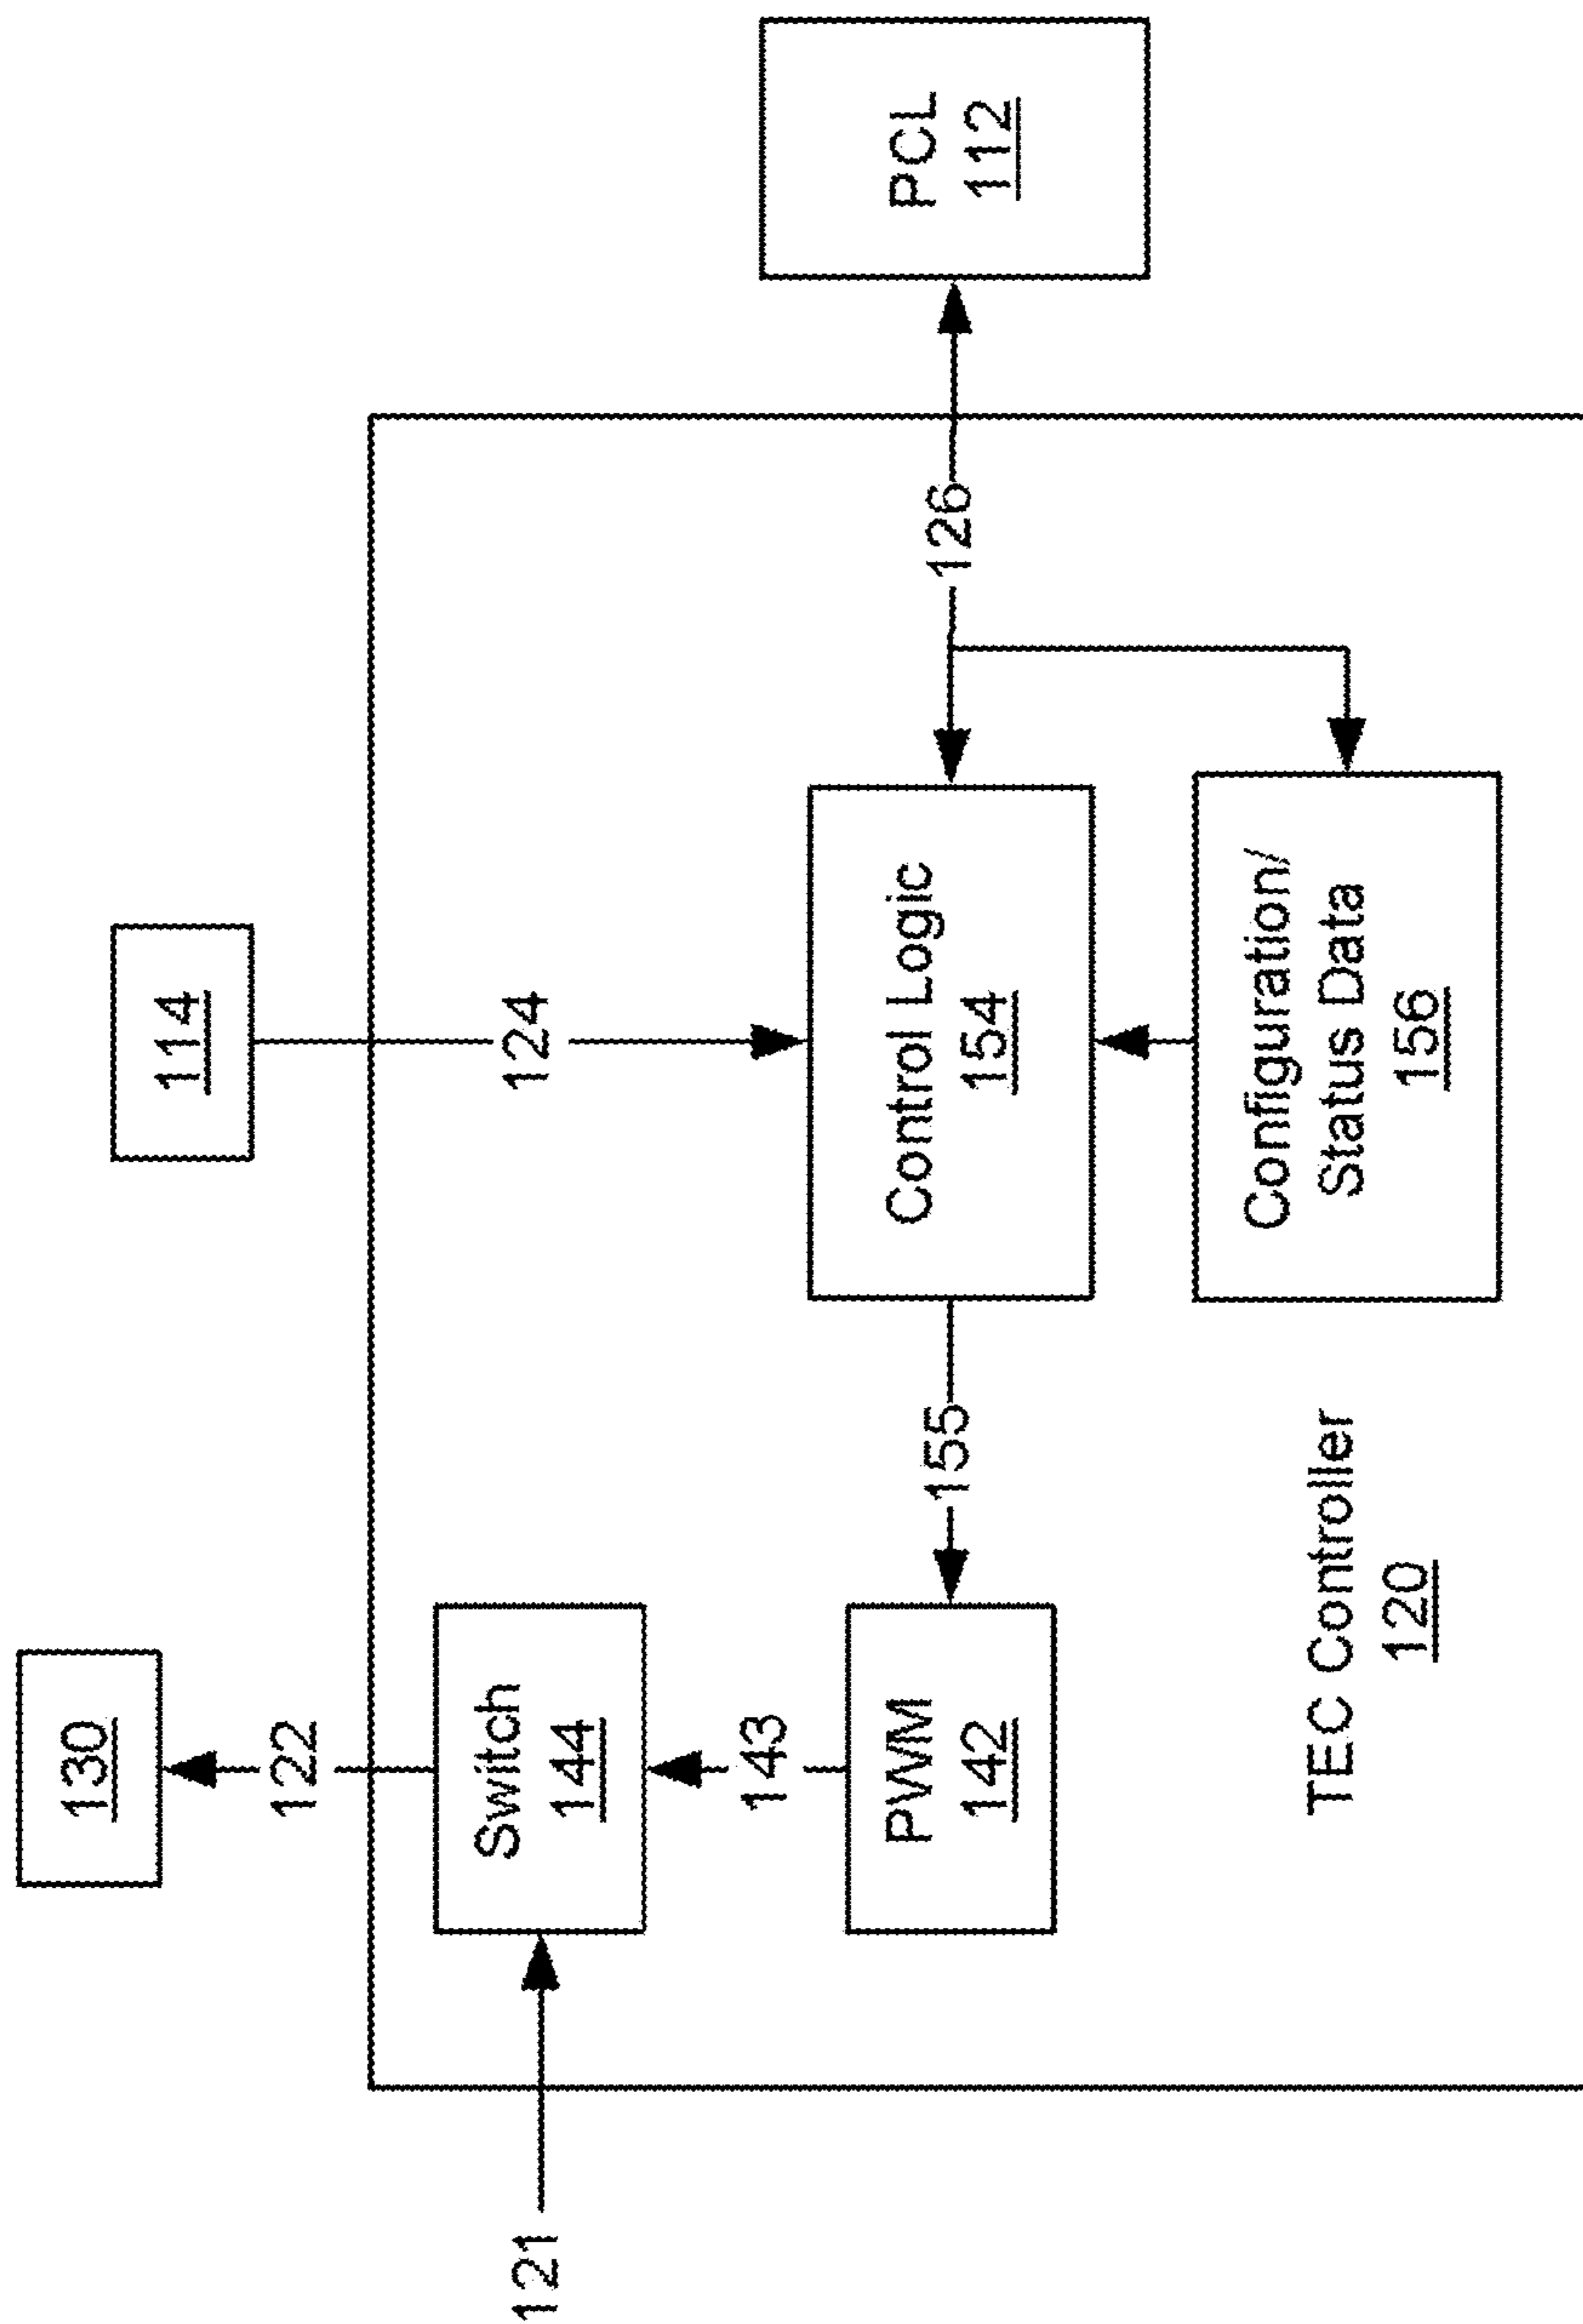 130
122
114
124
121
Switch
144
143
PWM
142
155
Control Logic
154
126
PCL
112
Configuration/
Status Data
156
TEC Controller
120